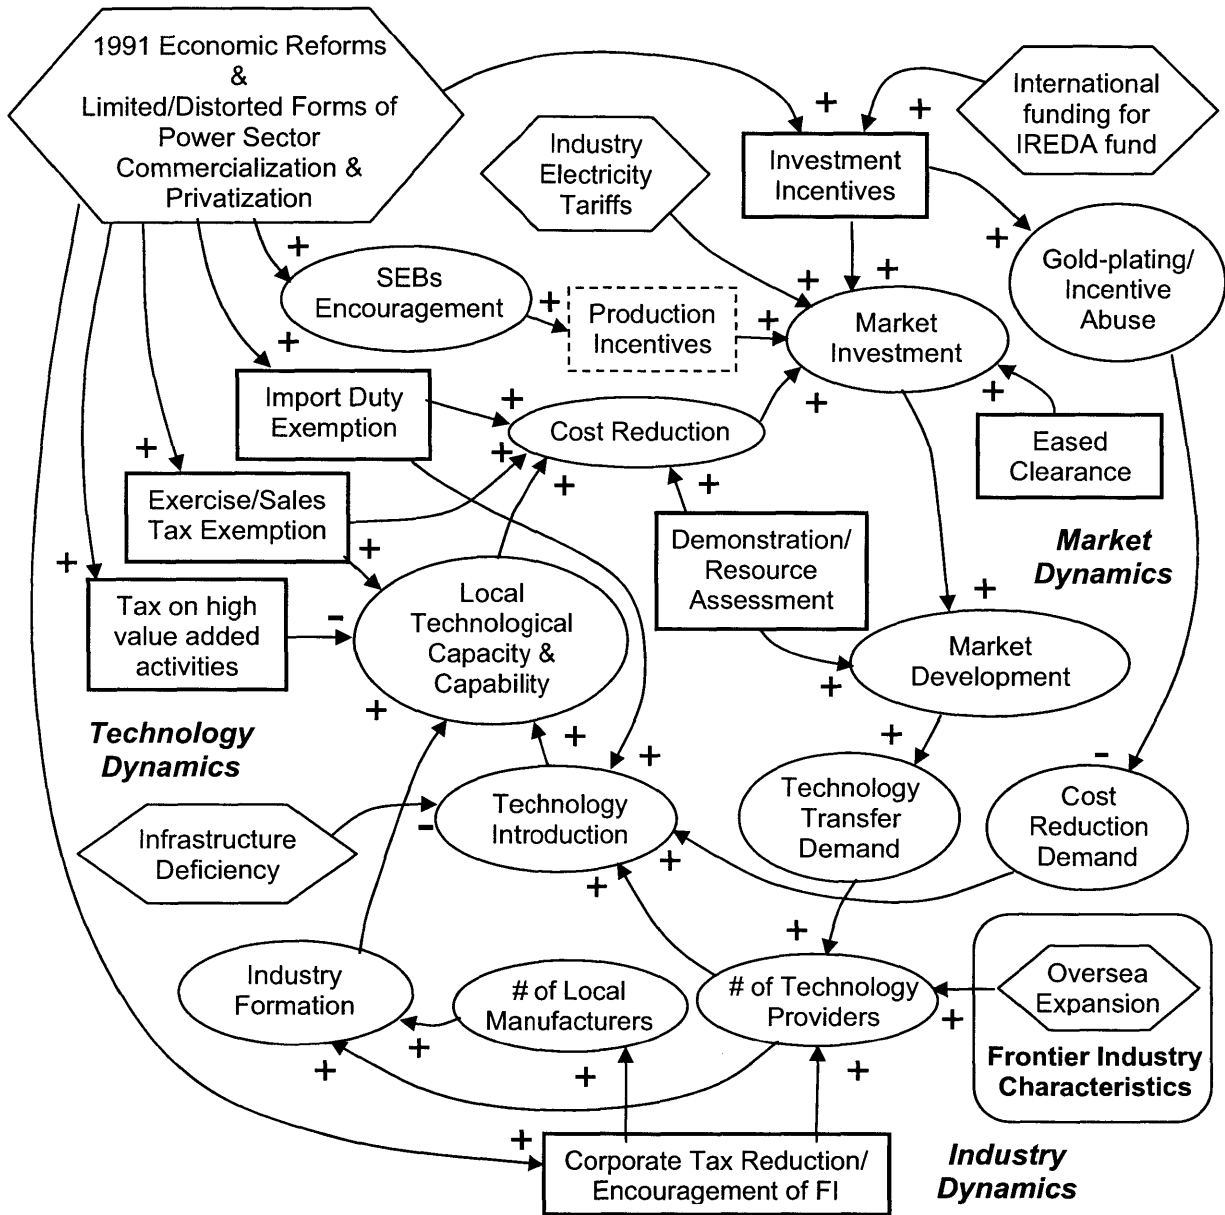 1991 Economic Reforms
&
Limited/Distorted Forms of
Power Sector
Commercialization &
Privatization
International
funding for
IREDA fund
+
+
Industry
Electricity
Tariffs
Investment
Incentives
+
+
SEBs
Encouragement
+
Gold-plating/
Incentive
Abuse
+
+
Production
Incentives
+
Market
Investment
+
Import Duty
Exemption
+
Cost Reduction
+
+
Eased
Clearance
+
+
Exercise/Sales
Tax Exemption
+
+
Demonstration/
Resource
Assessment
Market
Dynamics
+
+
Tax on high
value added
activities
-
Local
Technological
Capacity &
Capability
+
Market
Development
+
+
Technology
Dynamics
+
+
+
-
Technology
Introduction
Technology
Transfer
Demand
Cost
Reduction
Demand
Infrastructure
Deficiency
-
+
+
+
Industry
Formation
# of Local
Manufacturers
# of Technology
Providers
Oversea
Expansion
+
+
Frontier Industry
Characteristics
+
+
+
+
Corporate Tax Reduction/
Encouragement of FI
Industry
Dynamics